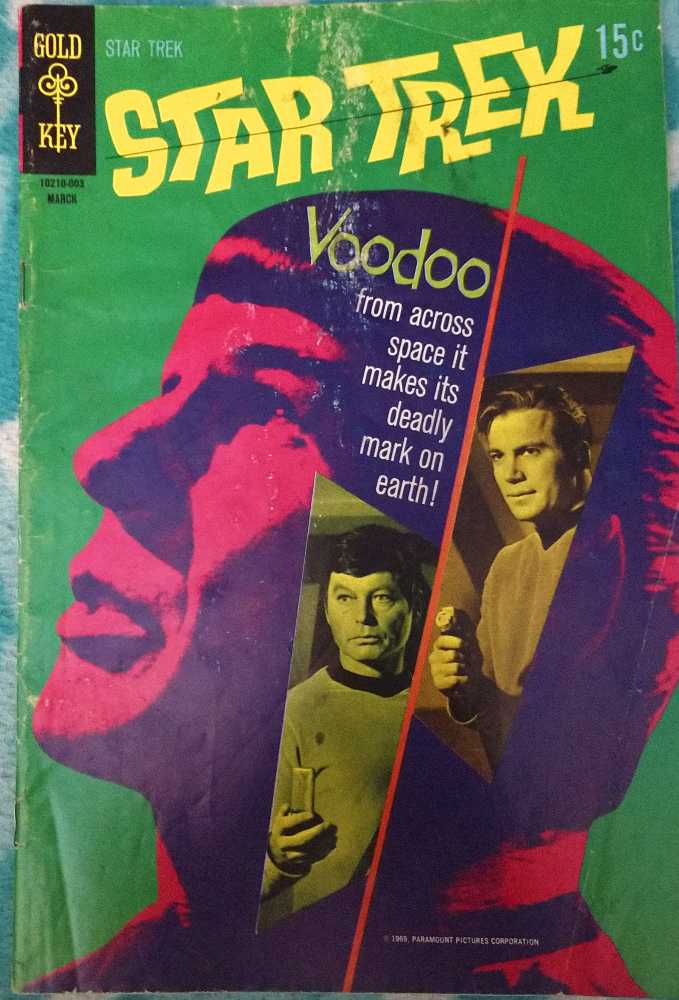 GOLD
KEY
STAR TREK
15¢
STAR TREK
10210-003
MARCH
Voodoo
from across
space it
makes its
deadly
mark on
earth!
© 1969, PARAMOUNT PICTURES CORPORATION